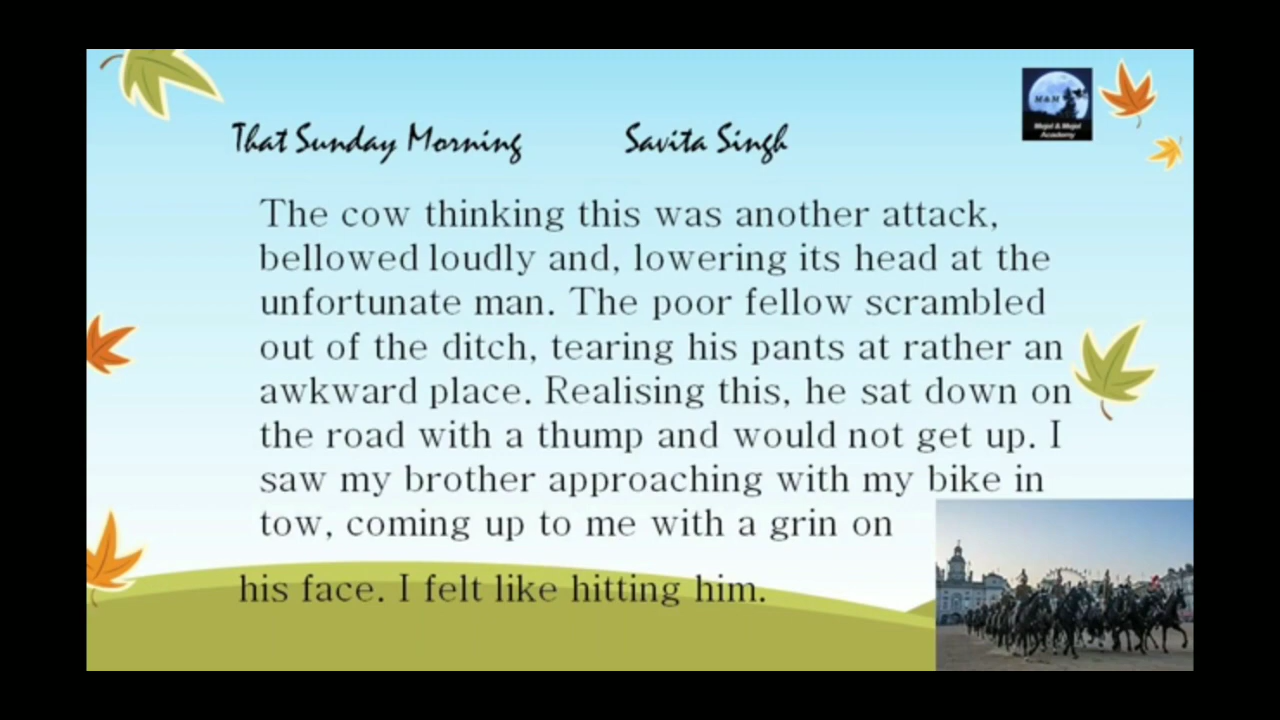 That Sunday Morning Savita Singh
M & M
Mejel & Mejel
Academy
The cow thinking this was another attack,
bellowed loudly and, lowering its head at the
unfortunate man. The poor fellow scrambled
out of the ditch, tearing his pants at rather an
awkward place. Realising this, he sat down on
the road with a thump and would not get up. I
saw my brother approaching with my bike in
tow, coming up to me with a grin on
his face. I felt like hitting him.